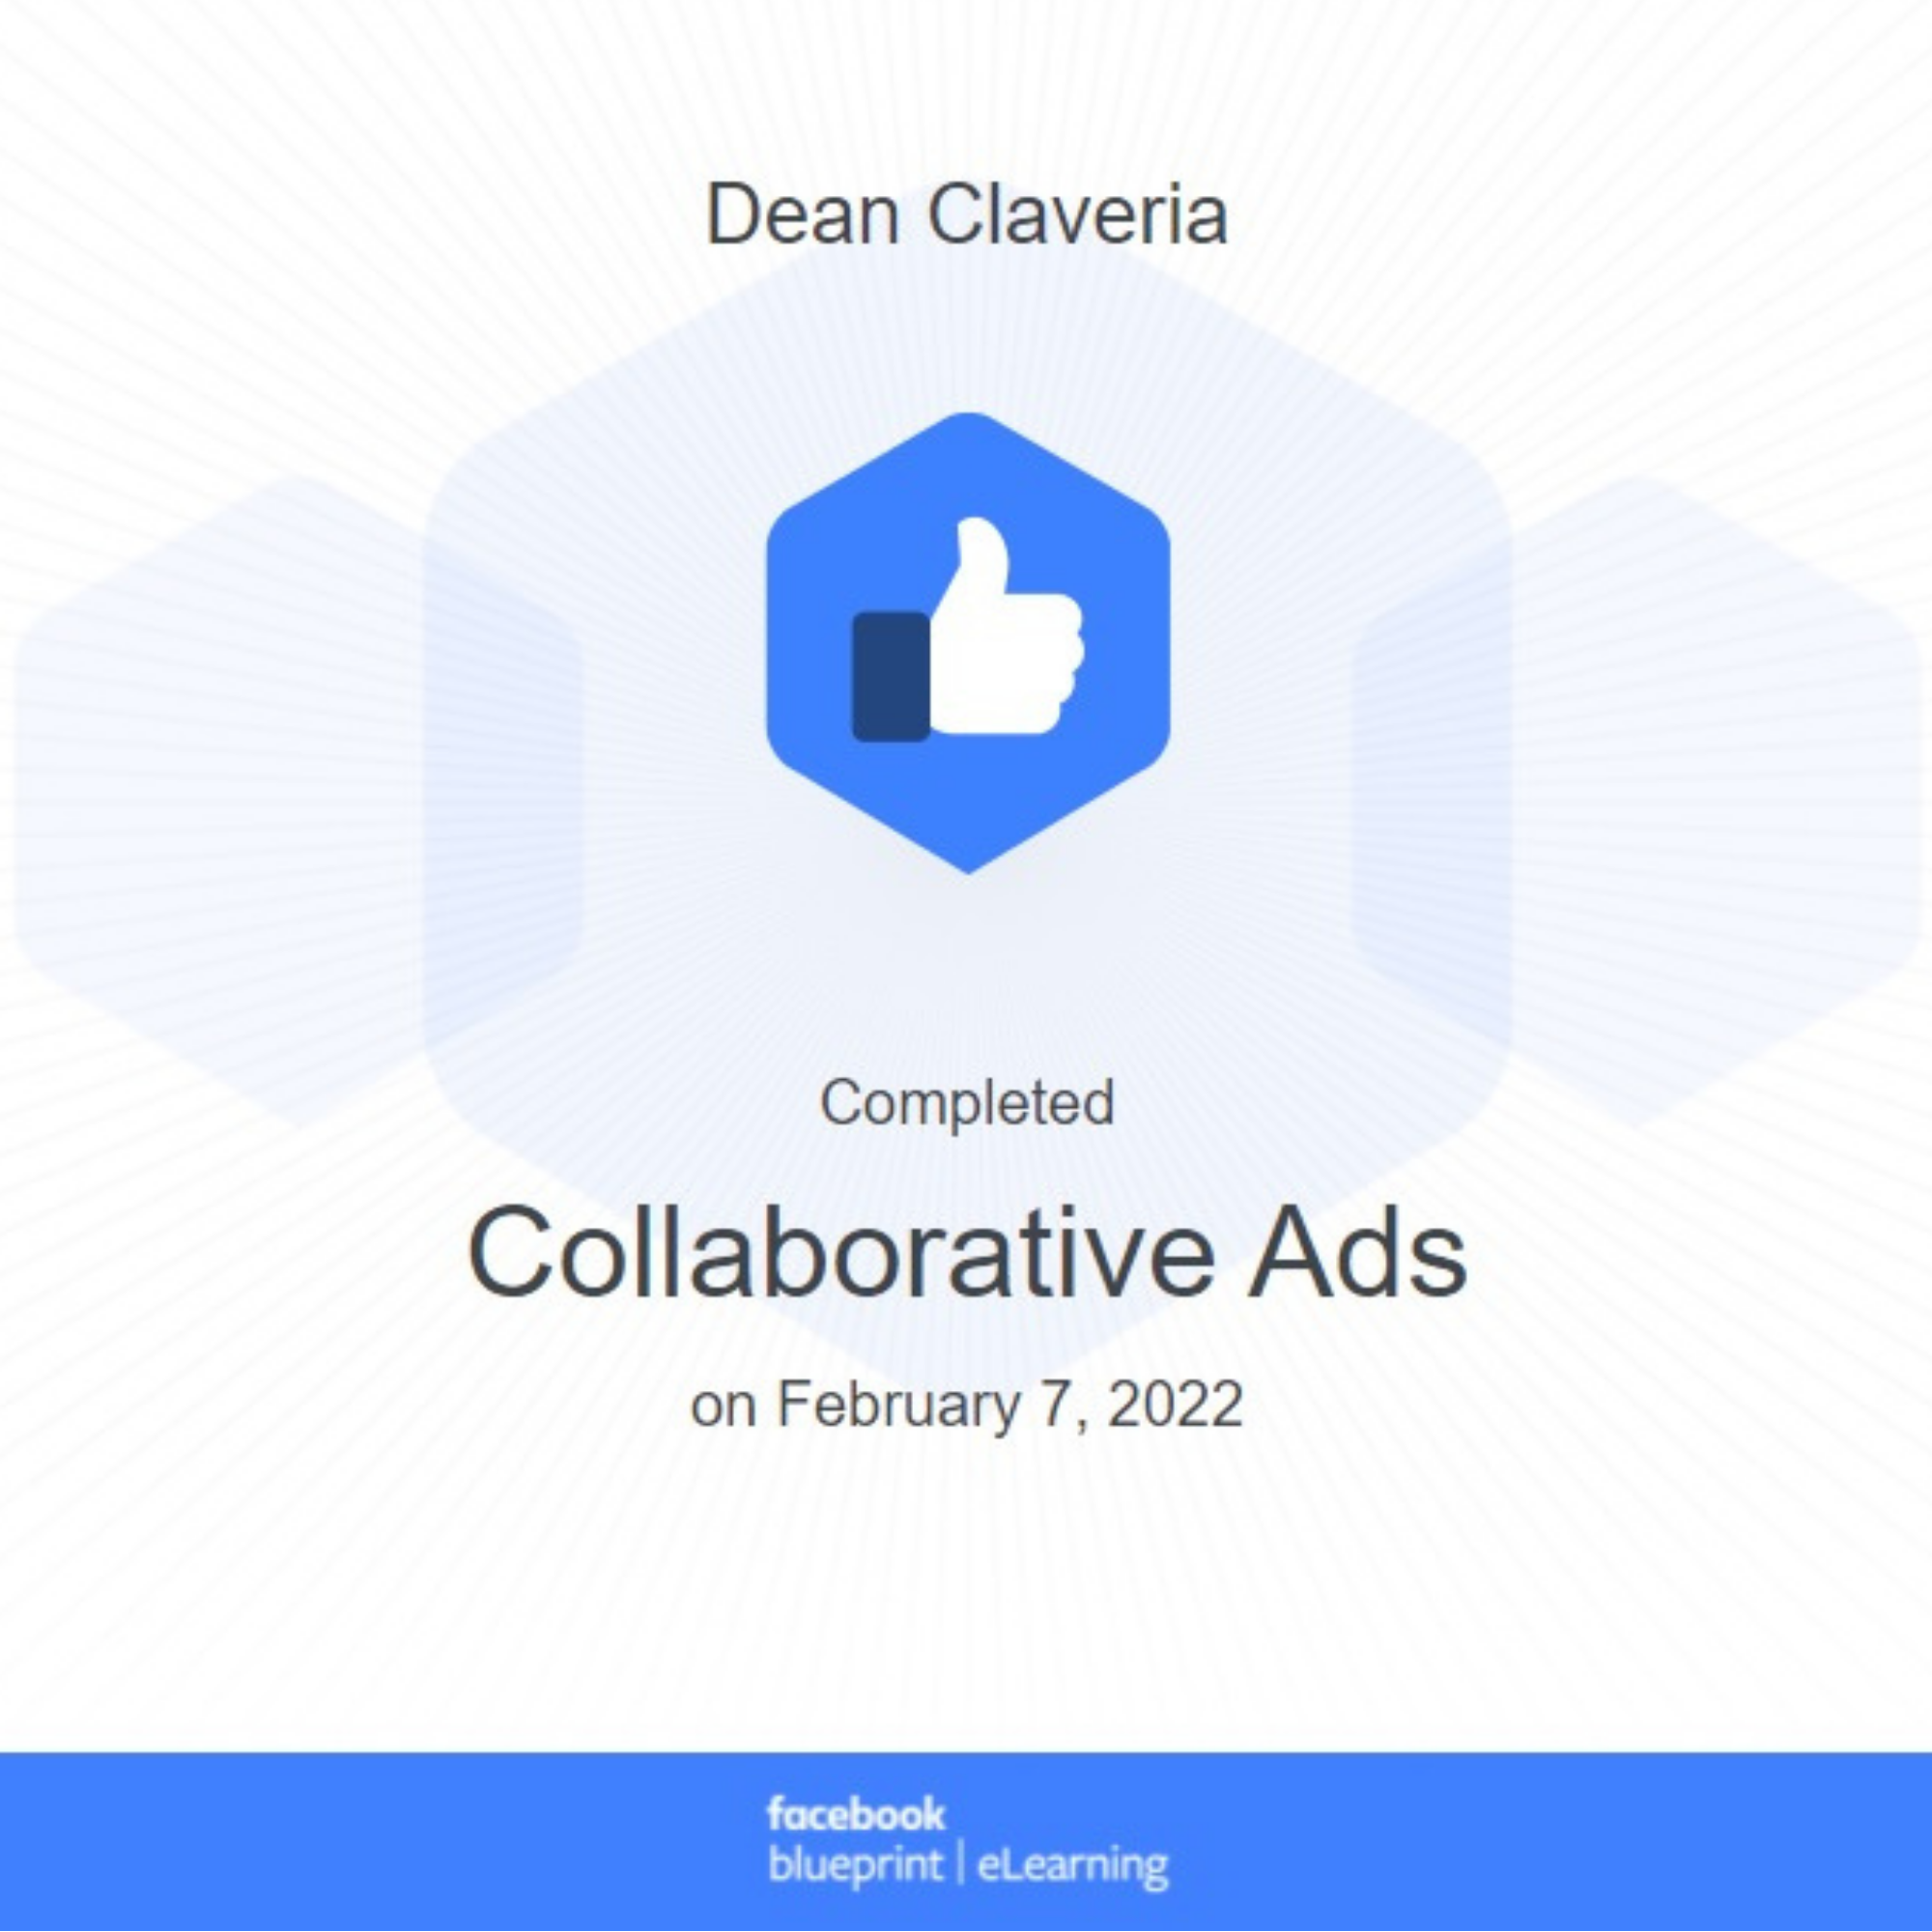 Dean Claveria
Completed
Collaborative Ads
on February 7, 2022
facebook
blueprint | eLearning